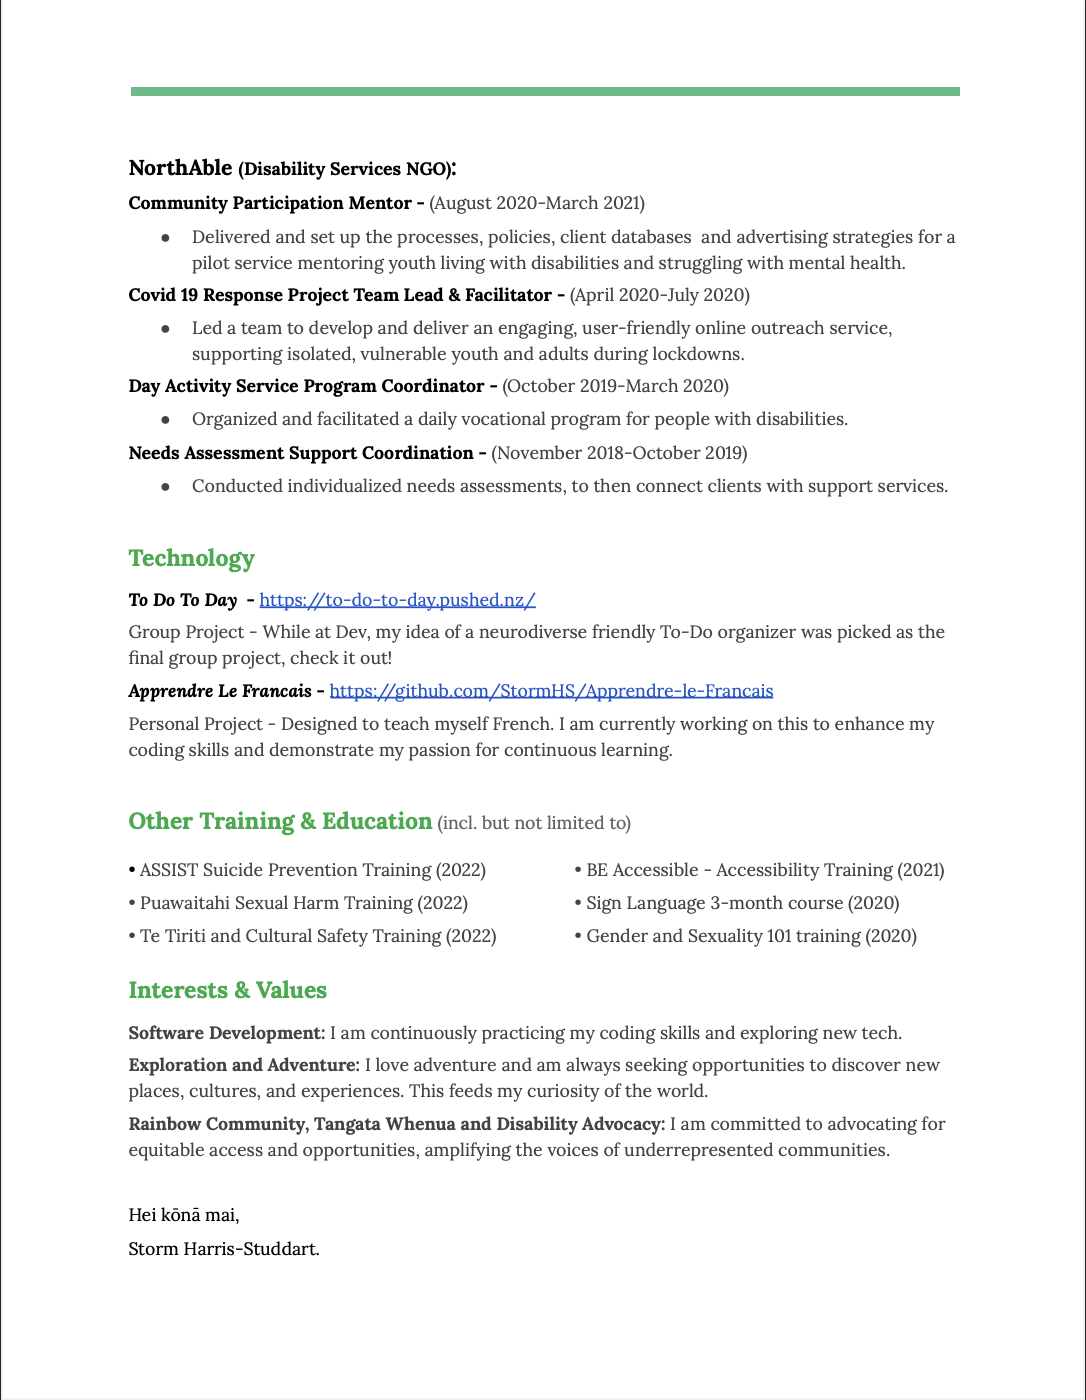 NorthAble (Disability Services NGO):
Community Participation Mentor - (August 2020-March 2021)
● Delivered and set up the processes, policies, client databases  and advertising strategies for a
pilot service mentoring youth living with disabilities and struggling with mental health.
Covid 19 Response Project Team Lead & Facilitator - (April 2020-July 2020)
● Led a team to develop and deliver an engaging, user-friendly online outreach service,
supporting isolated, vulnerable youth and adults during lockdowns.
Day Activity Service Program Coordinator - (October 2019-March 2020)
● Organized and facilitated a daily vocational program for people with disabilities.
Needs Assessment Support Coordination - (November 2018-October 2019)
● Conducted individualized needs assessments, to then connect clients with support services.
Technology
To Do To Day  - https://to-do-to-day.pushed.nz/
Group Project - While at Dev, my idea of a neurodiverse friendly To-Do organizer was picked as the
final group project, check it out!
Apprendre Le Francais - https://github.com/StormHS/Apprendre-le-Francais
Personal Project - Designed to teach myself French. I am currently working on this to enhance my
coding skills and demonstrate my passion for continuous learning.
Other Training & Education (incl. but not limited to)
• ASSIST Suicide Prevention Training (2022)
• Puawaitahi Sexual Harm Training (2022)
• Te Tiriti and Cultural Safety Training (2022)
• BE Accessible - Accessibility Training (2021)
• Sign Language 3-month course (2020)
• Gender and Sexuality 101 training (2020)
Interests & Values
Software Development: I am continuously practicing my coding skills and exploring new tech.
Exploration and Adventure: I love adventure and am always seeking opportunities to discover new
places, cultures, and experiences. This feeds my curiosity of the world.
Rainbow Community, Tangata Whenua and Disability Advocacy: I am committed to advocating for
equitable access and opportunities, amplifying the voices of underrepresented communities.
Hei kōnā mai,
Storm Harris-Studdart.